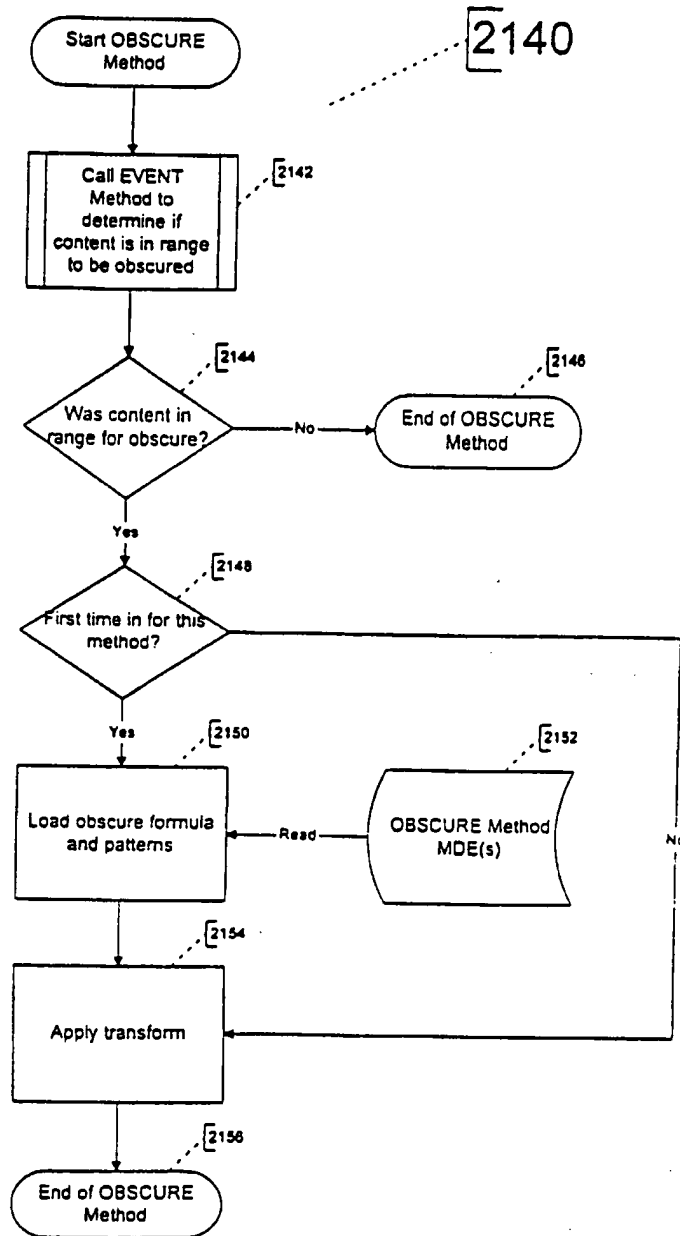 Start OBSCURE
Method
2140
Call EVENT
Method to
determine if
content is in range
to be obscured
2142
2144
Was content in
range for obscure?
No
2146
End of OBSCURE
Method
Yes
2148
First time in for this
method?
Yes
2150
Load obscure formula
and patterns
Read
2152
OBSCURE Method
MDE(s)
No
2154
Apply transform
2156
End of OBSCURE
Method